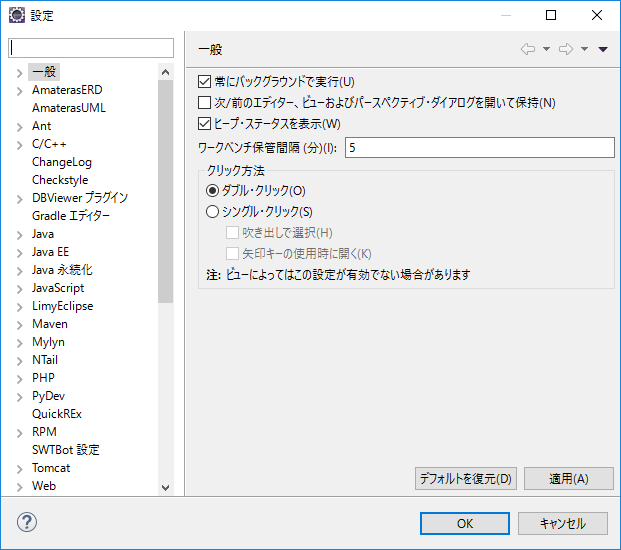 設定
一般
AmaterasERD
AmaterasUML
Ant
C/C++
ChangeLog
Checkstyle
DBViewer プラグイン
Gradle エディター
Java
Java EE
Java 永続化
JavaScript
LimyEclipse
Maven
Mylyn
NTail
PHP
PyDev
QuickREx
RPM
SWTBot 設定
Tomcat
Web
一般
常にバックグラウンドで実行(U)
次/前のエディター、ビューおよびパースペクティブ・ダイアログを開いて保持(N)
ヒープ・ステータスを表示(W)
ワークベンチ保管間隔 (分)(I): 5
クリック方法
ダブル・クリック(O)
シングル・クリック(S)
吹き出しで選択(H)
矢印キーの使用時に開く(K)
注: ビューによってはこの設定が有効でない場合があります
デフォルトを復元(D) 適用(A)
? OK キャンセル